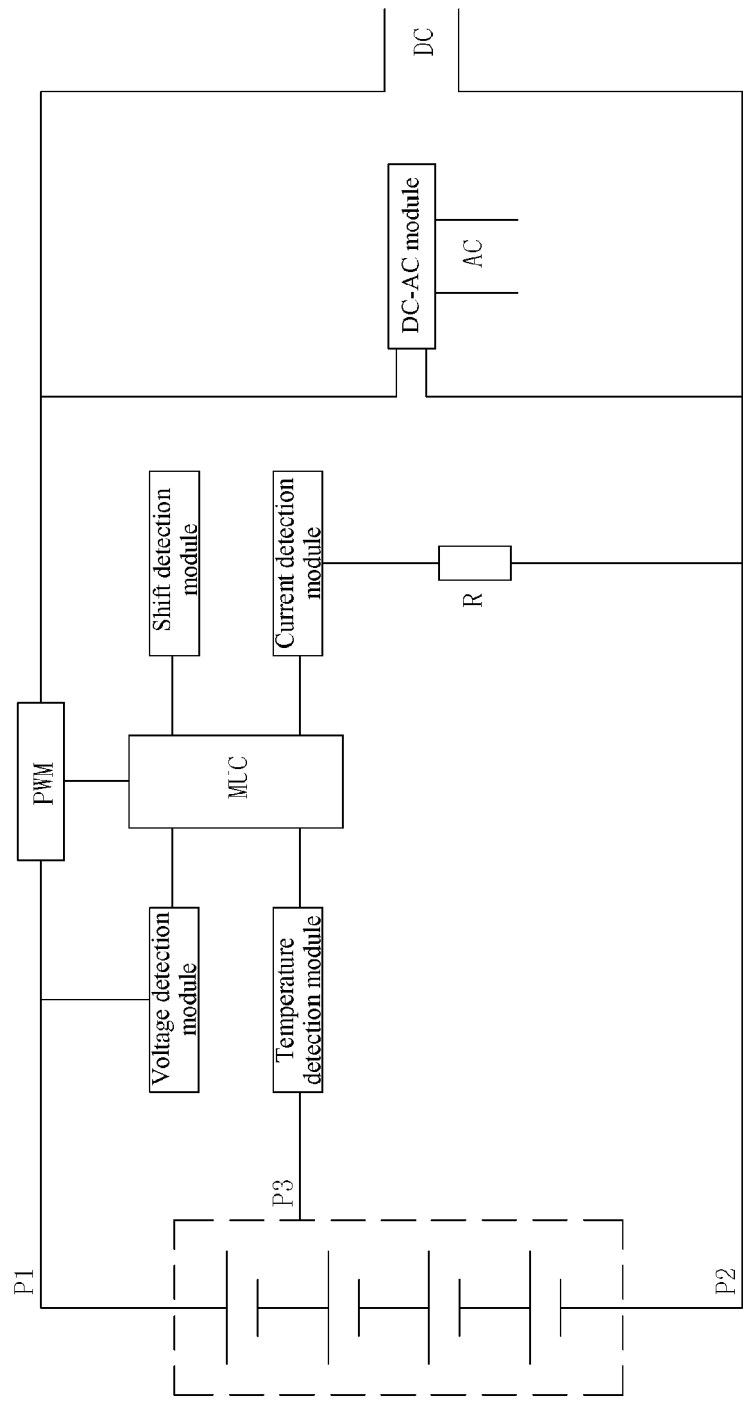 P1
PWM
DC
Voltage detection
module
Shift detection
module
MUC
DC-AC module
AC
P3
Temperature
detection module
Current detection
module
R
P2